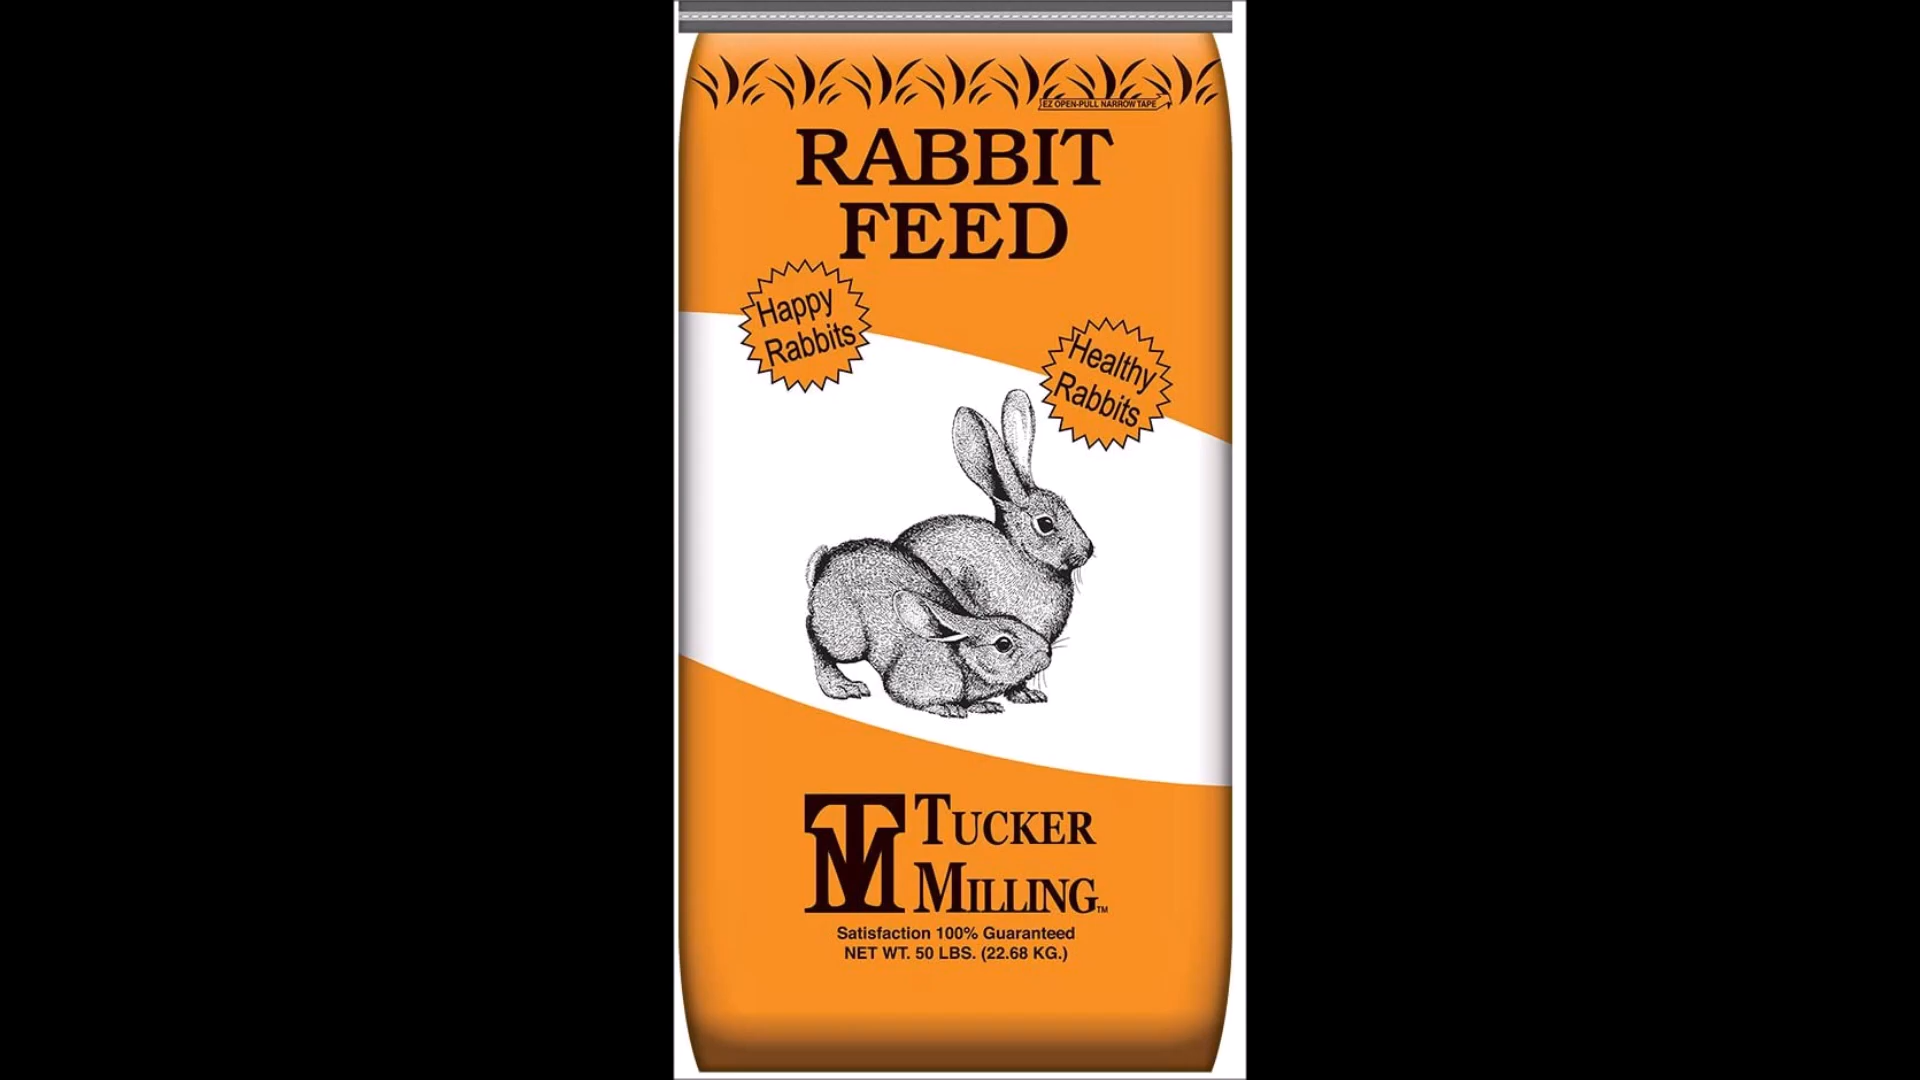 EZ OPEN-PULL NARROW TAPE
RABBIT
FEED
Happy
Rabbits
Healthy
Rabbits
TM TUCKER
MILLING™
Satisfaction 100% Guaranteed
NET WT. 50 LBS. (22.68 KG.)